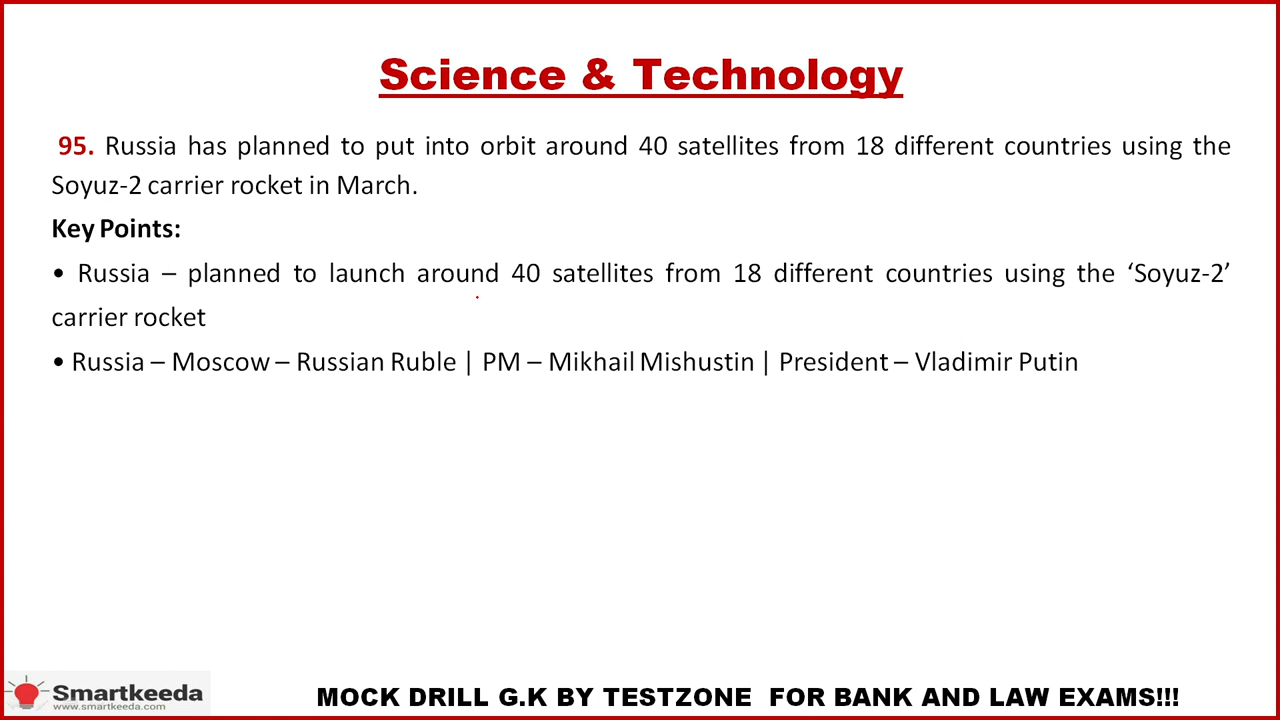 Science & Technology
95. Russia has planned to put into orbit around 40 satellites from 18 different countries using the
Soyuz-2 carrier rocket in March.
Key Points:
• Russia – planned to launch around 40 satellites from 18 different countries using the ‘Soyuz-2’
carrier rocket
• Russia – Moscow – Russian Ruble | PM – Mikhail Mishustin | President – Vladimir Putin
Smartkeeda
www.smartkeeda.com
MOCK DRILL G.K BY TESTZONE FOR BANK AND LAW EXAMS!!!